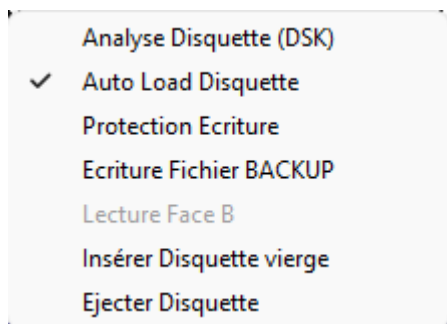 Analyse Disquette (DSK)
Auto Load Disquette
Protection Ecriture
Ecriture Fichier BACKUP
Lecture Face B
Insérer Disquette vierge
Ejecter Disquette